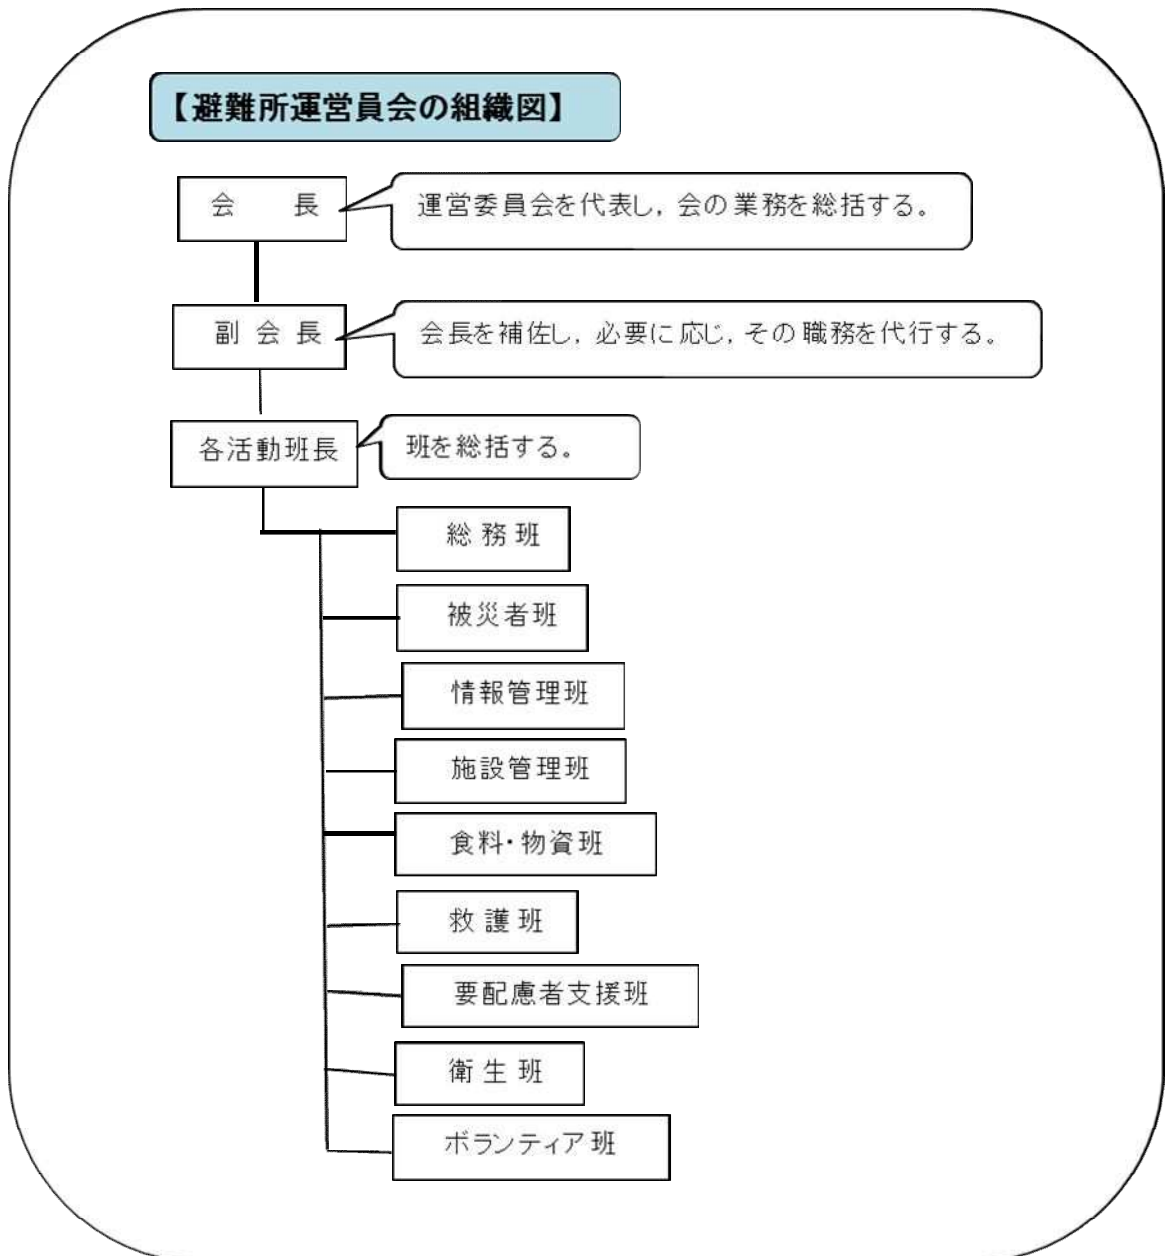 【避難所運営員会の組織図】
会　　長
運営委員会を代表し，会の業務を総括する。
副 会 長
会長を補佐し，必要に応じ，その職務を代行する。
各活動班長
班を総括する。
総 務 班
被災者班
情報管理班
施設管理班
食料・物資班
救 護 班
要配慮者支援班
衛 生 班
ボランティア班